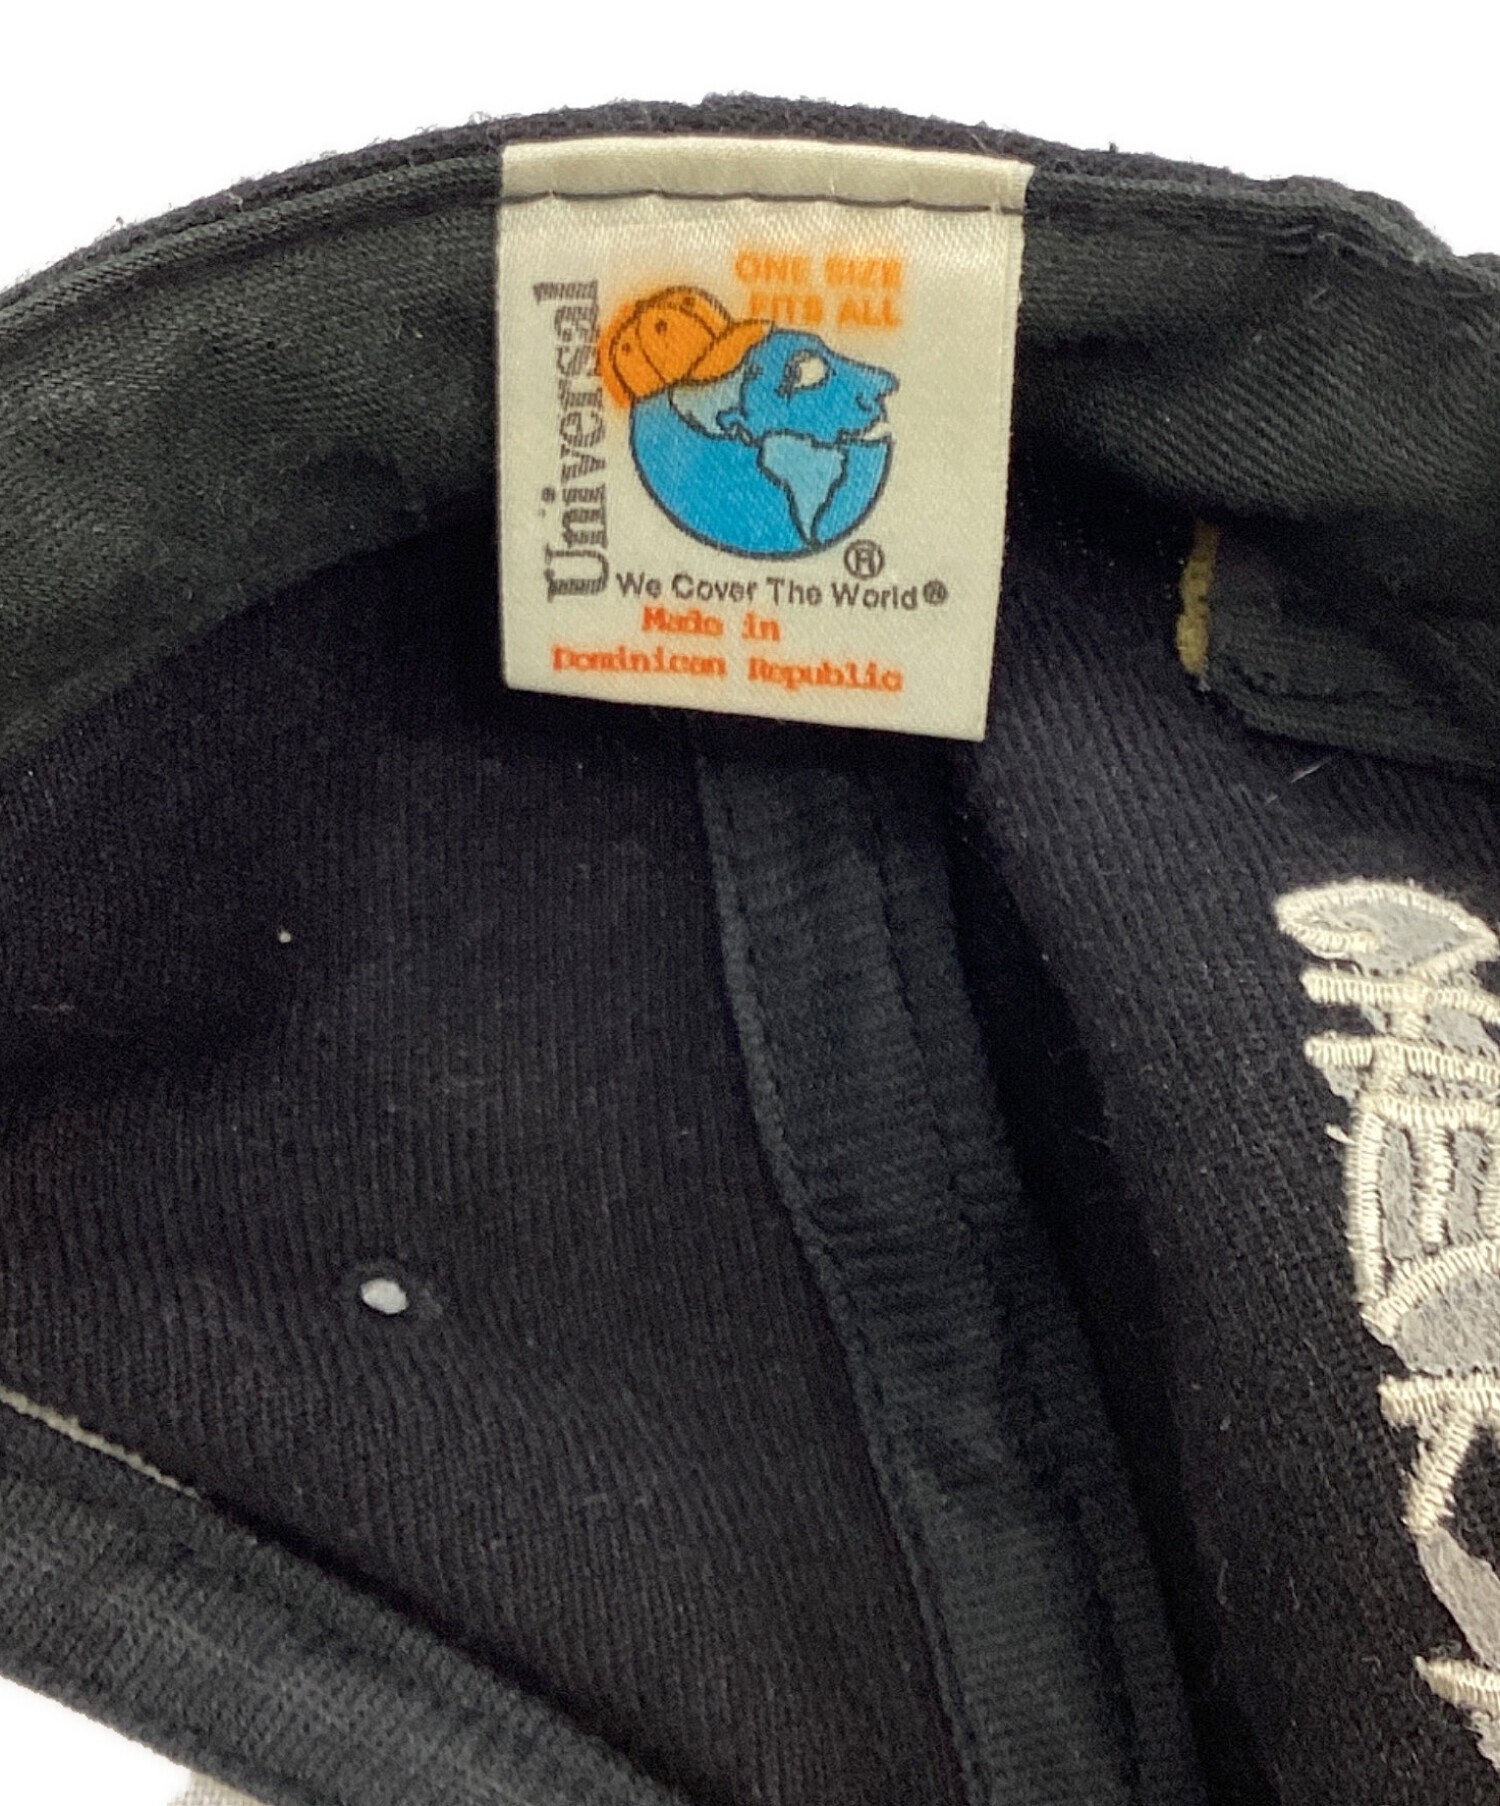 ONE SIZE
FITS ALL
Universal
®
We Cover The World®
Made in
Dominican Republic